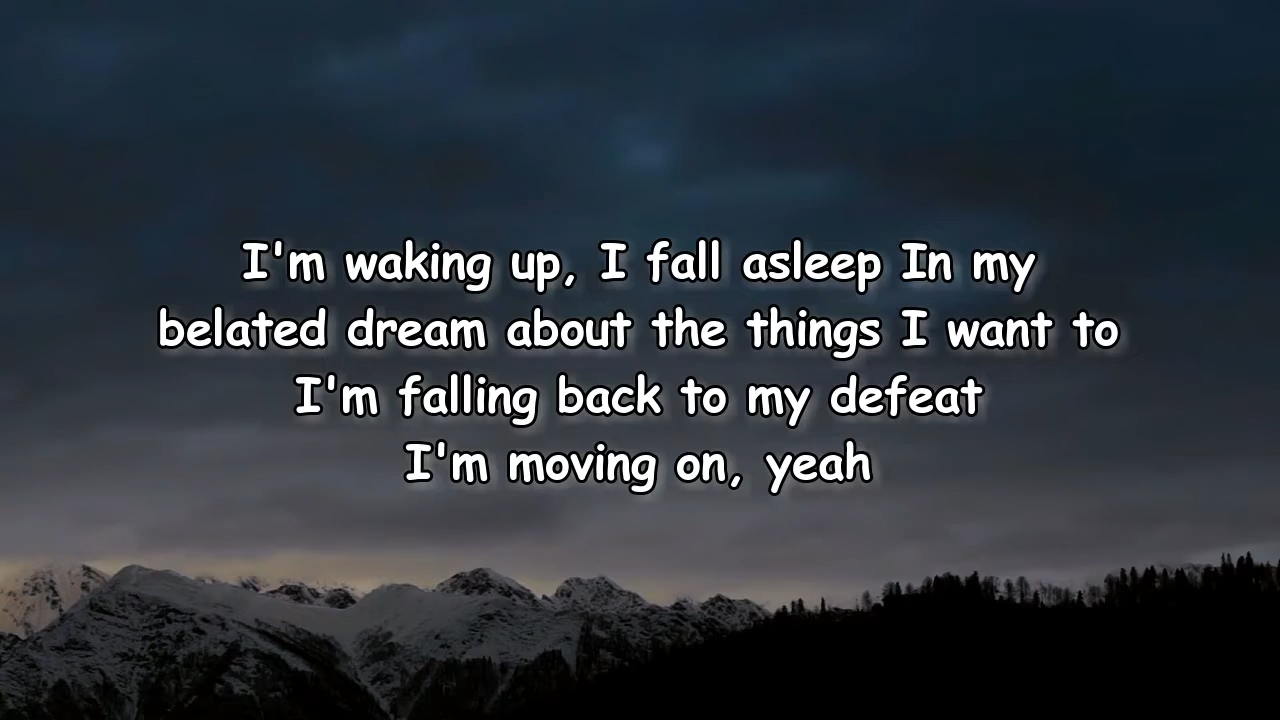 I'm waking up, I fall asleep In my
belated dream about the things I want to
I'm falling back to my defeat
I'm moving on, yeah